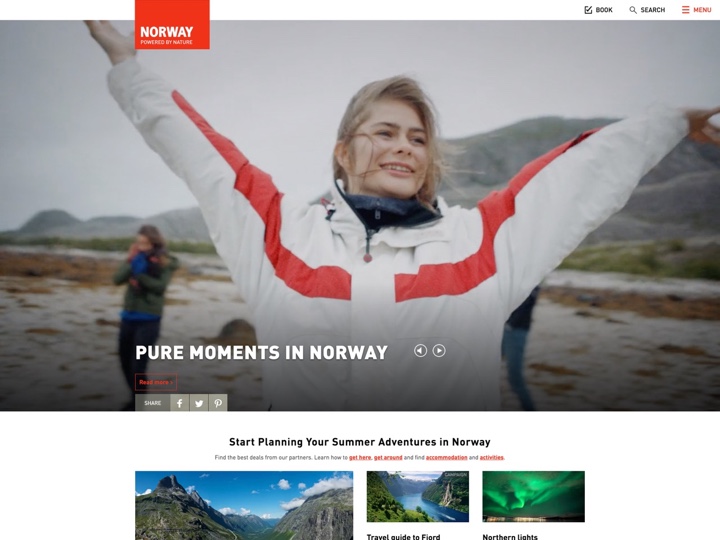 BOOK
SEARCH
MENU
NORWAY
POWERED BY NATURE
PURE MOMENTS IN NORWAY
Read more ›
SHARE
Start Planning Your Summer Adventures in Norway
Find the best deals from our partners. Learn how to get here, get around and find accommodation and activities.
Travel guide to Fjord
Northern lights